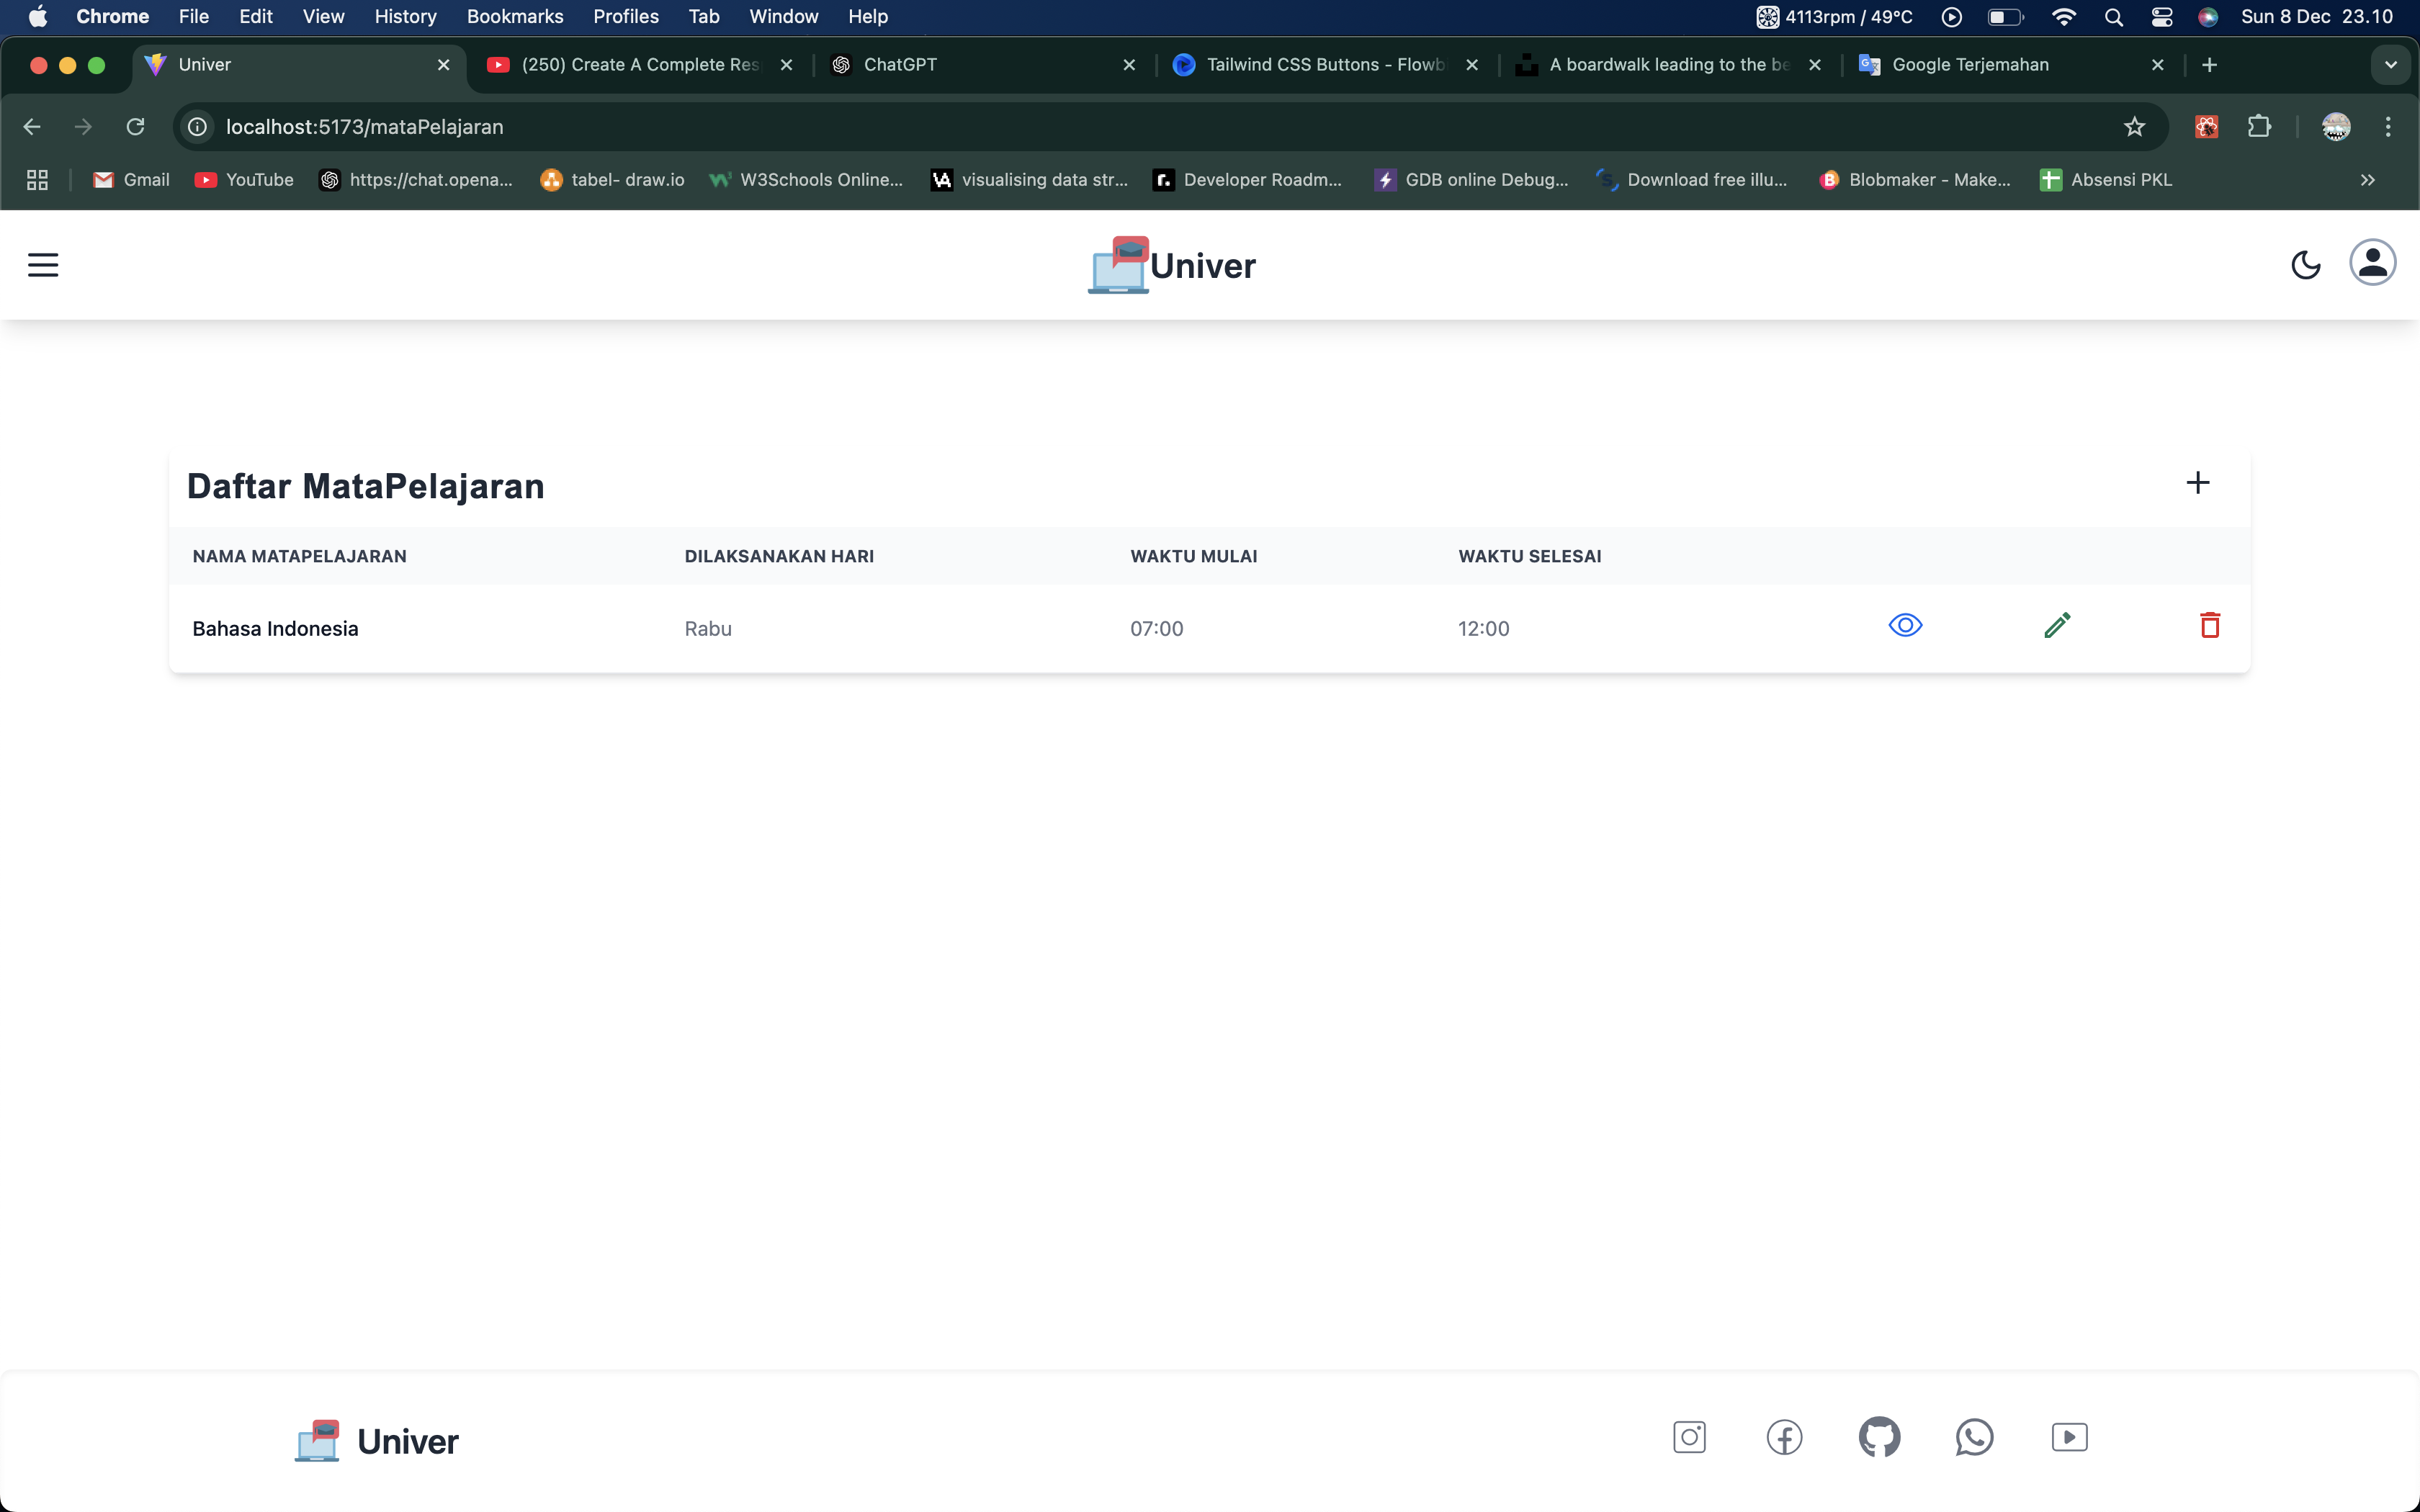 Chrome File Edit View History Bookmarks Profiles Tab Window Help 4113rpm / 49°C Sun 8 Dec 23.10
Univer (250) Create A Complete Res ChatGPT Tailwind CSS Buttons - Flowb A boardwalk leading to the be Google Terjemahan
localhost:5173/mataPelajaran
Gmail YouTube https://chat.opena... tabel- draw.io W3Schools Online... visualising data str... Developer Roadm... GDB online Debug... Download free illu... Blobmaker - Make... Absensi PKL
Univer
Daftar MataPelajaran
NAMA MATAPELAJARAN DILAKSANAKAN HARI WAKTU MULAI WAKTU SELESAI
Bahasa Indonesia Rabu 07:00 12:00
Univer